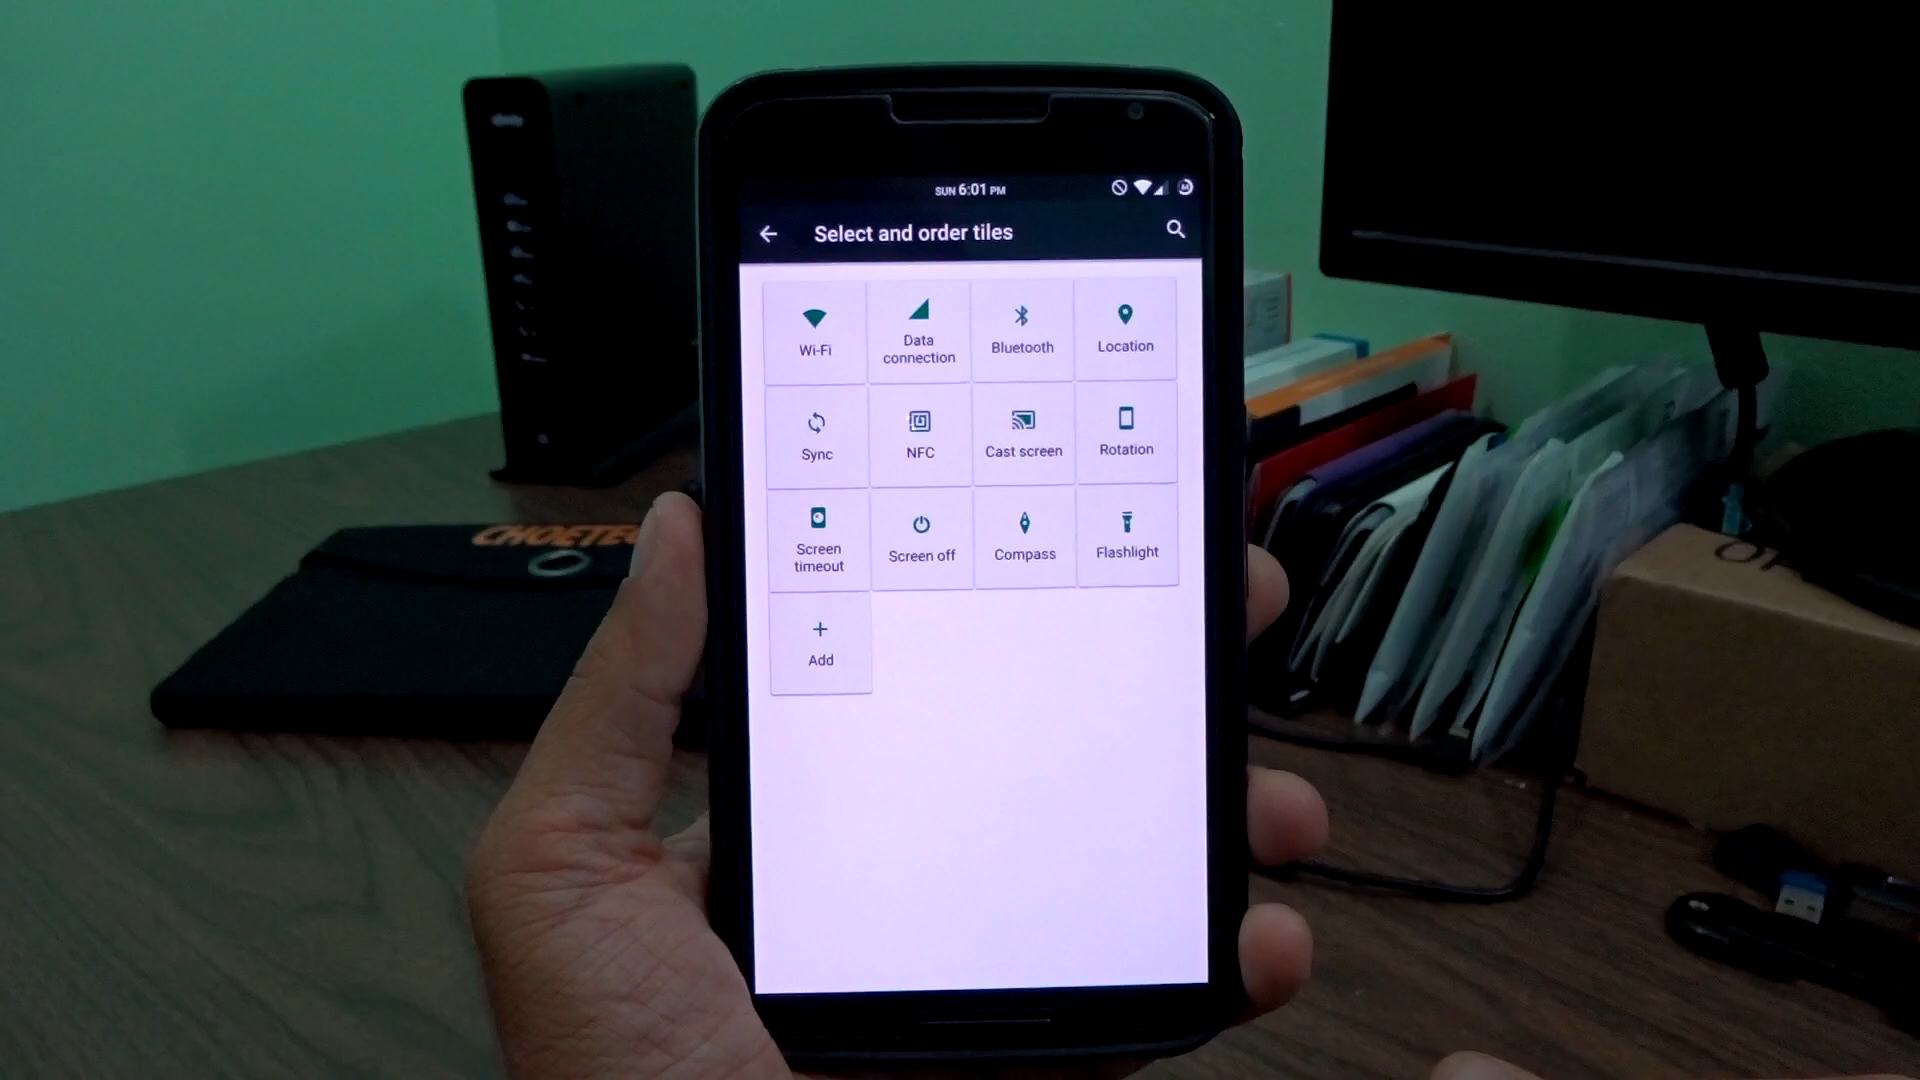 SUN 6:01 PM
Select and order tiles
Wi-Fi
Data
connection
Bluetooth
Location
Sync
NFC
Cast screen
Rotation
Screen
timeout
Screen off
Compass
Flashlight
Add
CHOETE